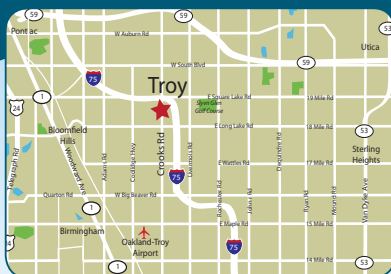 59
59
53
Pontiac
W Auburn Rd
Utica
W South Blvd
59
75
24
1
Troy
E Square Lake Rd
19 Mile Rd
Sylvan Glen
Golf Course
Bloomfield
Hills
E Long Lake Rd
18 Mile Rd
53
Telegraph Rd
Woodward Ave
Adams Rd
Coolidge Hwy
Crooks Rd
Livernois Rd
E Wattles Rd
Dequindre Rd
17 Mile Rd
Sterling
Heights
75
Quarton Rd
W Big Beaver Rd
Rochester Rd
John R Rd
Ryan Rd
Mound Rd
Van Dyke Ave
1
Birmingham
E Maple Rd
15 Mile Rd
24
Oakland-Troy
Airport
75
1
14 Mile Rd
53